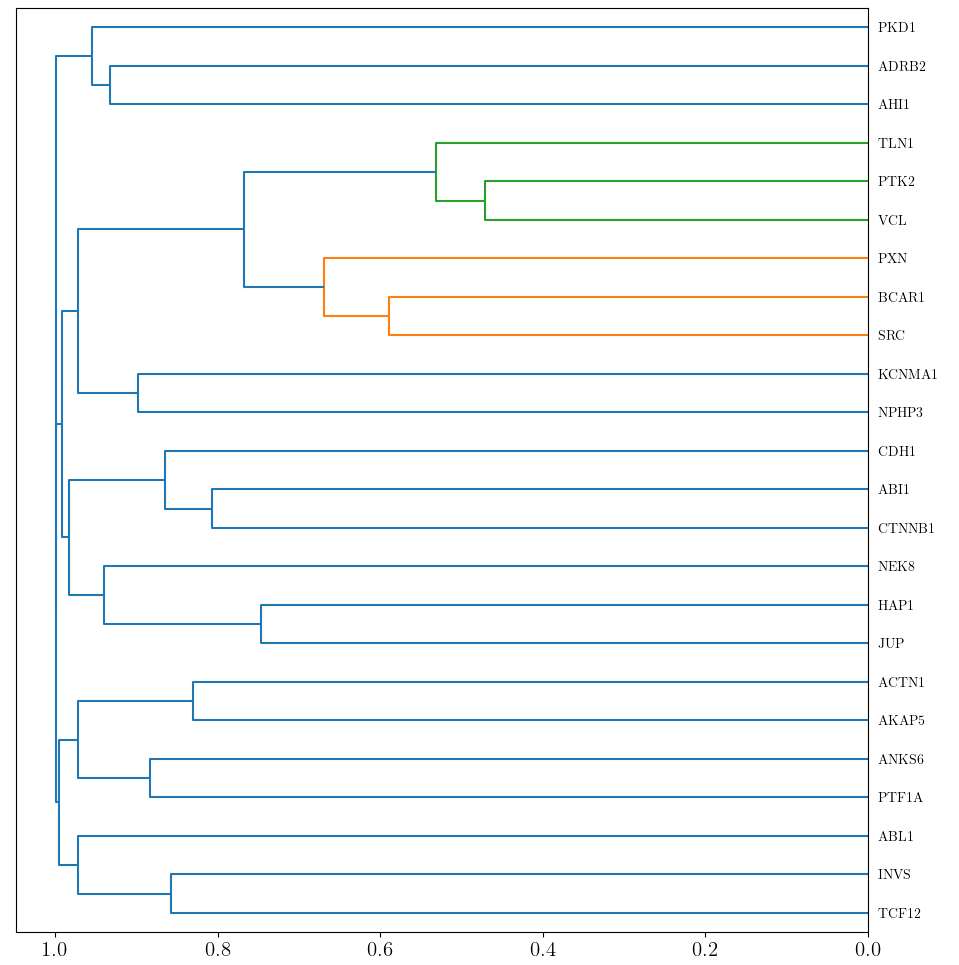 PKD1
ADRB2
AHI1
TLN1
PTK2
VCL
PXN
BCAR1
SRC
KCNMA1
NPHP3
CDH1
ABI1
CTNNB1
NEK8
HAP1
JUP
ACTN1
AKAP5
ANKS6
PTF1A
ABL1
INVS
TCF12
1.0 0.8 0.6 0.4 0.2 0.0